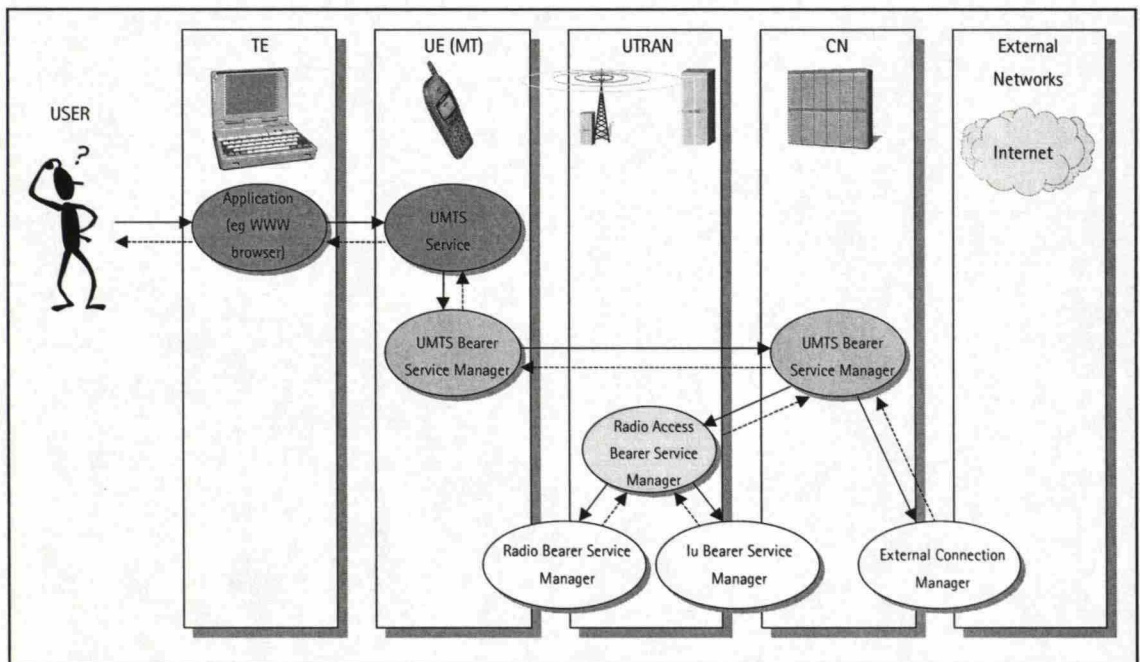 TE
UE (MT)
UTRAN
CN
External
Networks
USER
?
Internet
Application
(eg WWW
browser)
UMTS
Service
UMTS Bearer
Service Manager
UMTS Bearer
Service Manager
Radio Access
Bearer Service
Manager
Radio Bearer Service
Manager
Iu Bearer Service
Manager
External Connection
Manager